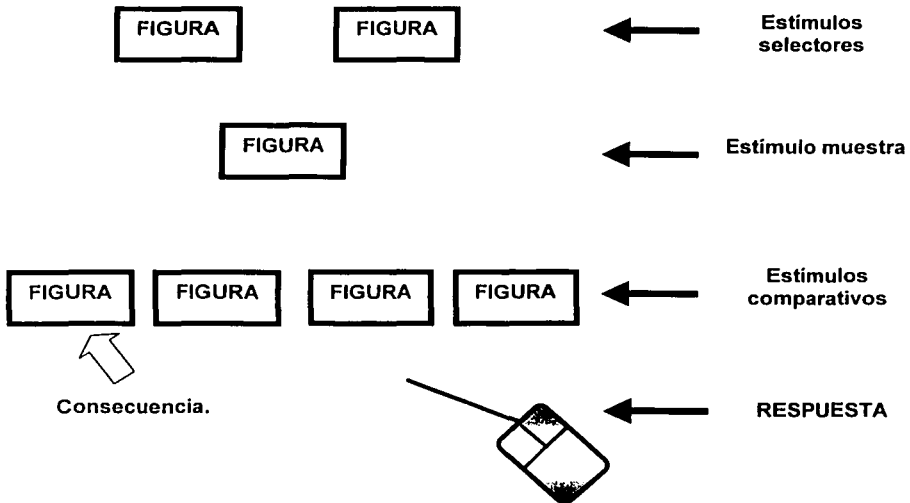 FIGURA FIGURA Estímulos
selectores
FIGURA Estímulo muestra
FIGURA FIGURA FIGURA FIGURA Estímulos
comparativos
Consecuencia. RESPUESTA